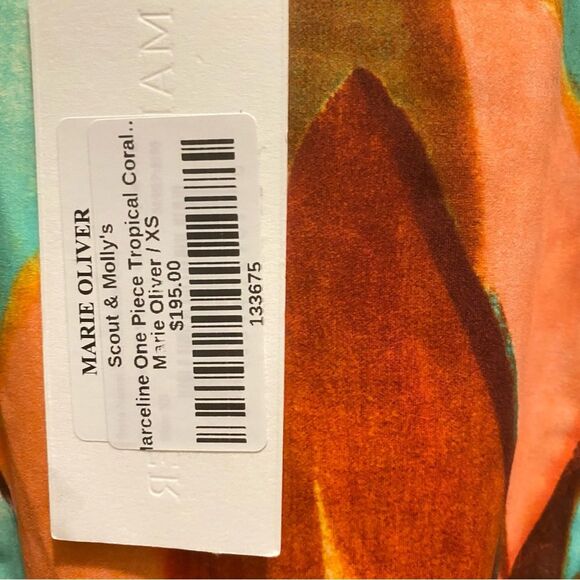 MARIE OLIVER
Scout & Molly's
Marceline One Piece Tropical Coral..
Marie Oliver / XS
$195.00
133675